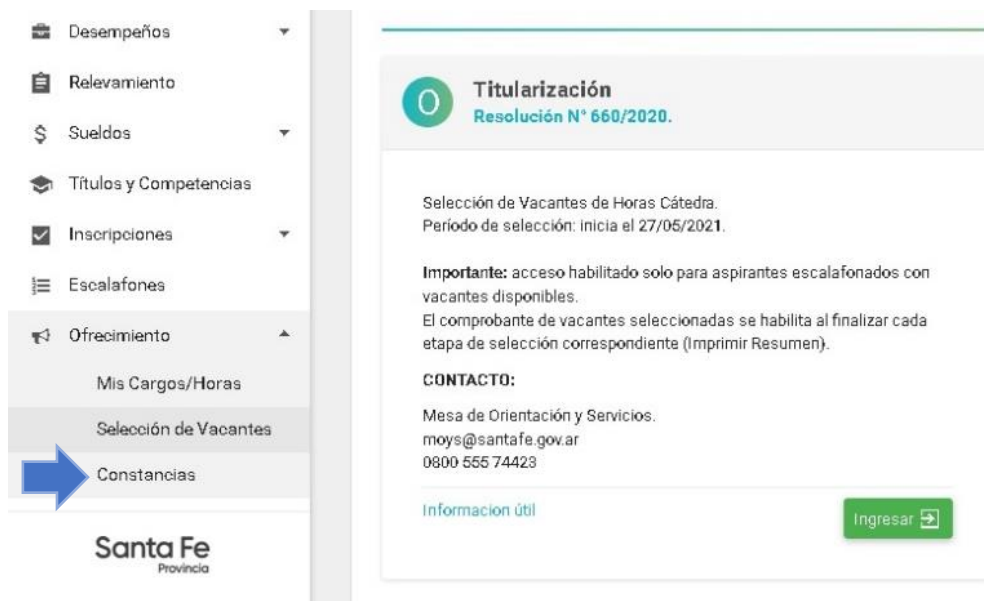 Desempeños
Relevamiento
Sueldos
Títulos y Competencias
Inscripciones
Escalafones
Ofrecimiento
Mis Cargos/Horas
Selección de Vacantes
Constancias
Santa Fe
Provincia
O
Titularización
Resolución N° 660/2020.
Selección de Vacantes de Horas Cátedra.
Período de selección: inicia el 27/05/2021.
Importante: acceso habilitado solo para aspirantes escalafonados con
vacantes disponibles.
El comprobante de vacantes seleccionadas se habilita al finalizar cada
etapa de selección correspondiente (Imprimir Resumen).
CONTACTO:
Mesa de Orientación y Servicios.
moys@santafe.gov.ar
0800 555 74423
Informacion útil
Ingresar